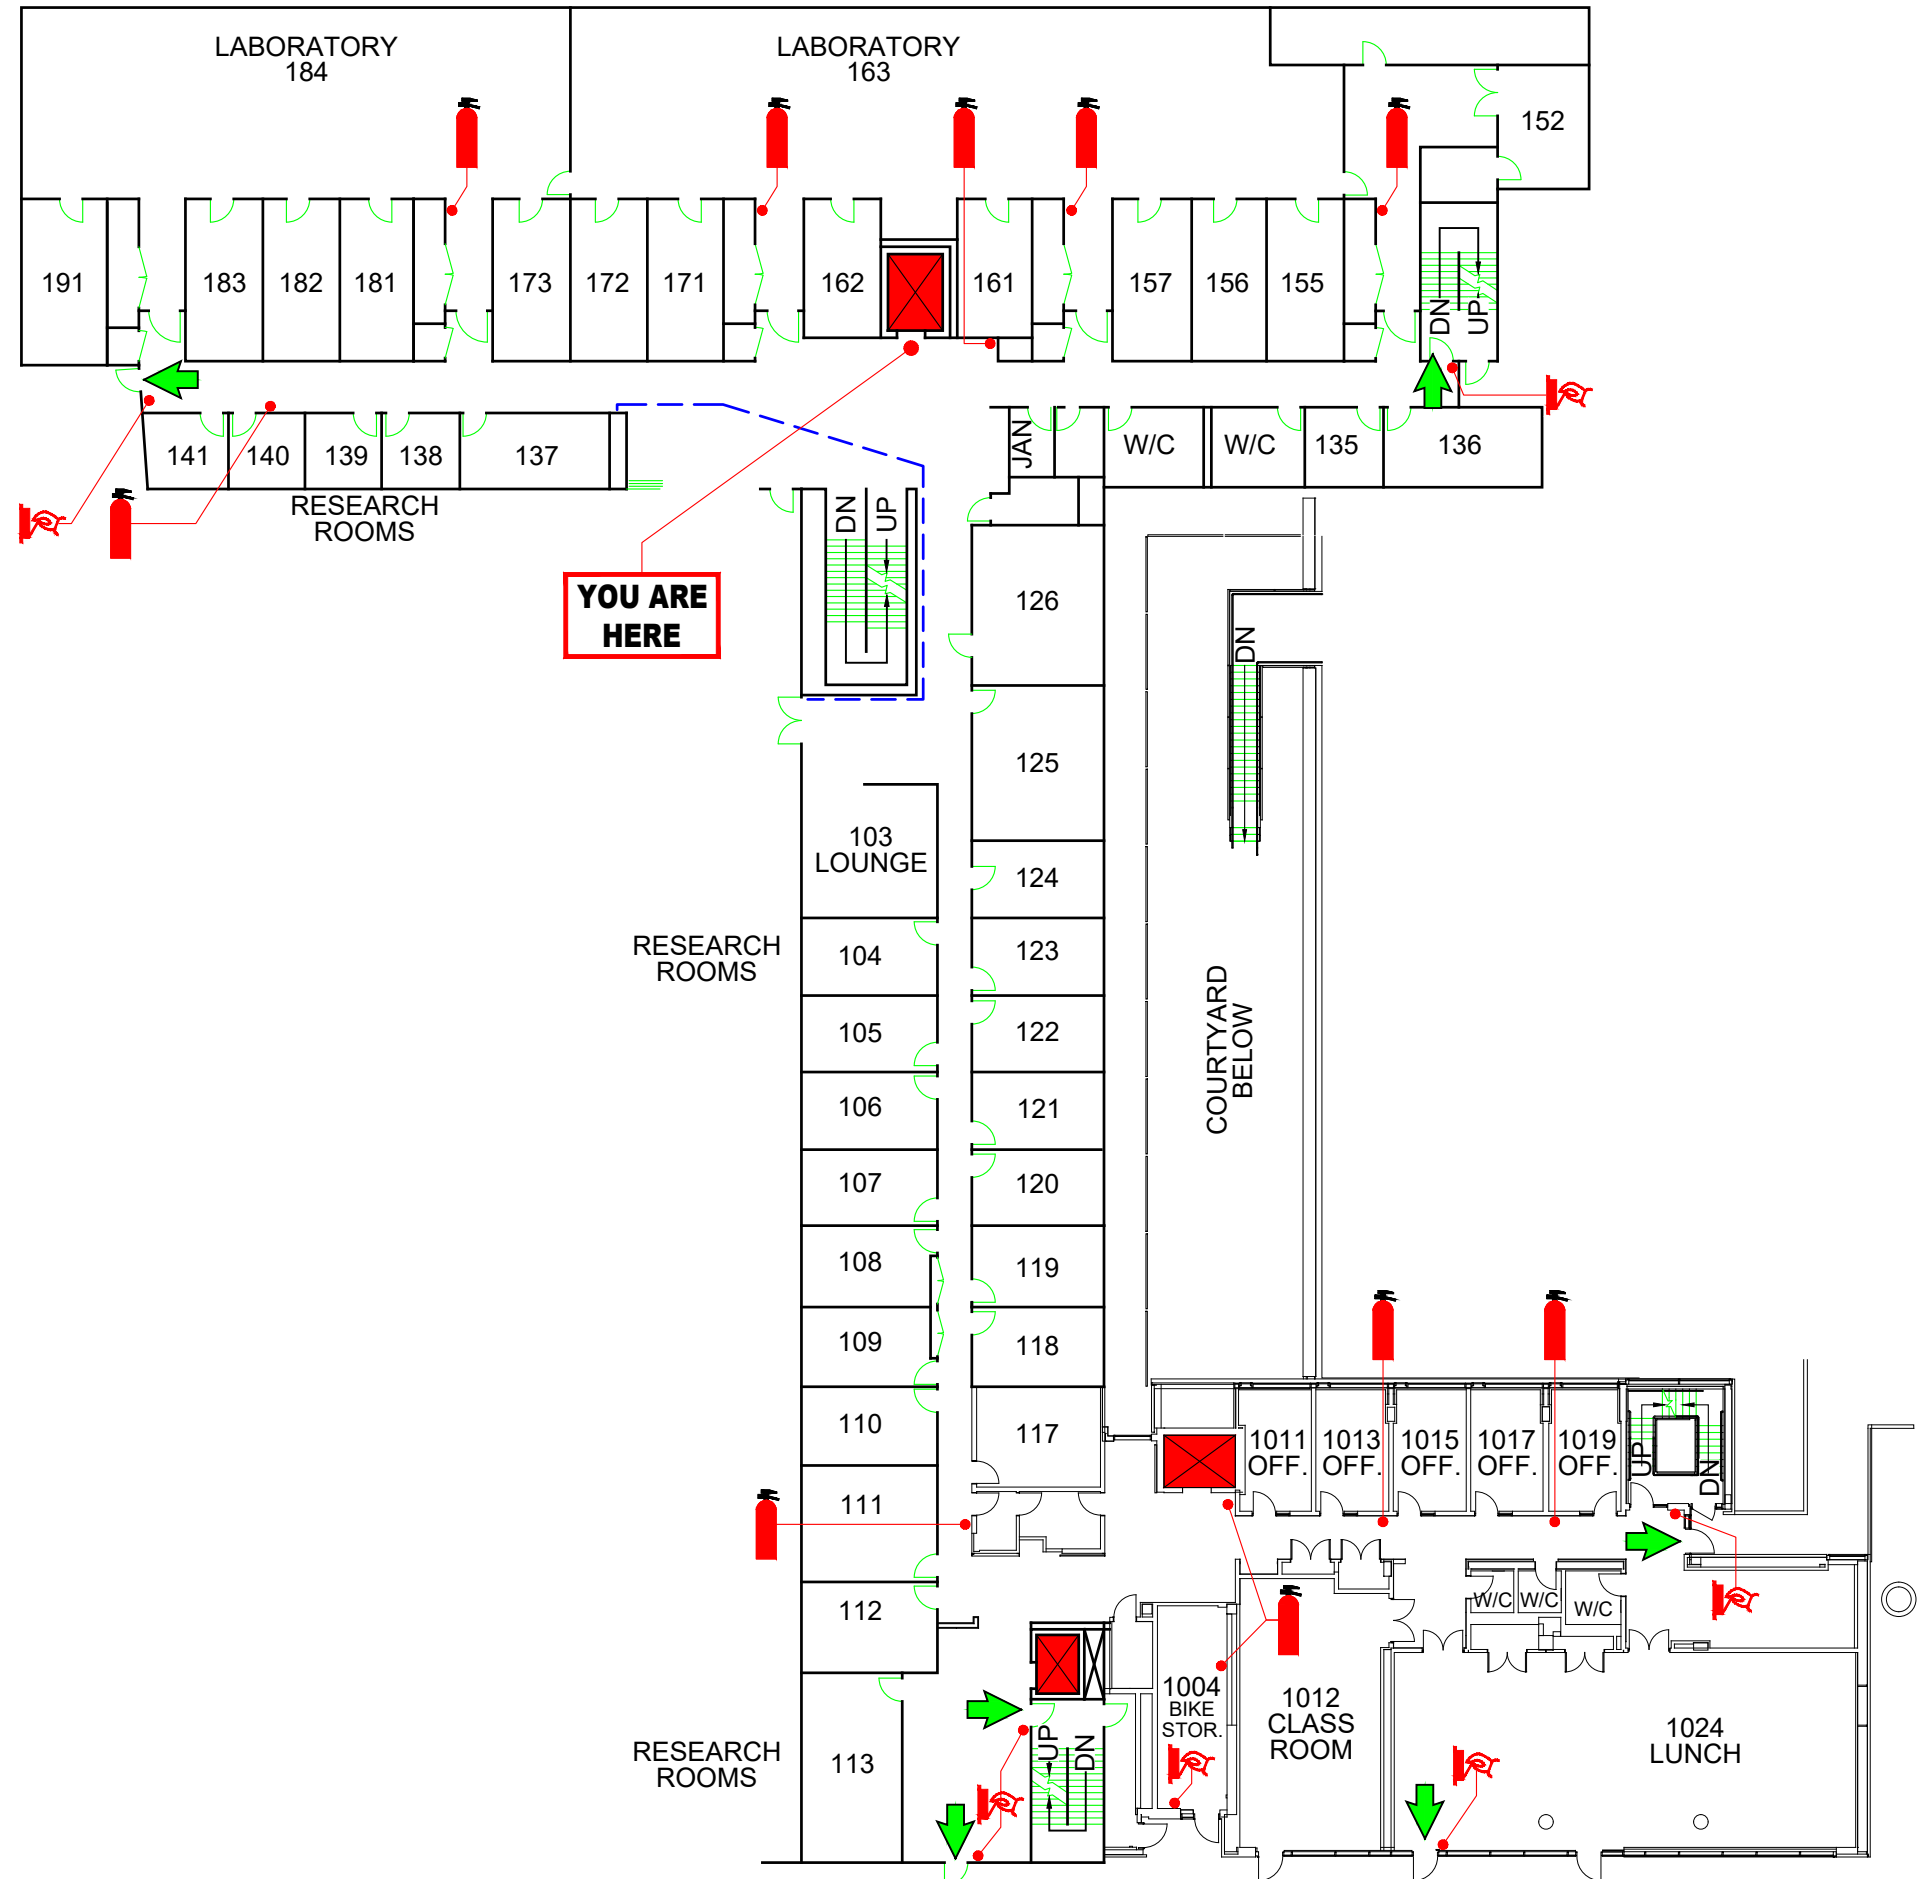 LABORATORY
184
LABORATORY
163
152
191
183
182
181
173
172
171
162
161
157
156
155
DN
UP
141
140
139
138
137
RESEARCH
ROOMS
JAN
W/C
W/C
135
136
DN
UP
YOU ARE
HERE
126
DN
125
103
LOUNGE
124
RESEARCH
ROOMS
104
123
105
122
106
121
107
120
108
119
109
118
COURTYARD
BELOW
110
117
111
112
1011
OFF.
1013
OFF.
1015
OFF.
1017
OFF.
1019
OFF.
UP
DN
W/C
W/C
W/C
RESEARCH
ROOMS
113
UP
DN
1004
BIKE
STOR.
1012
CLASS
ROOM
1024
LUNCH